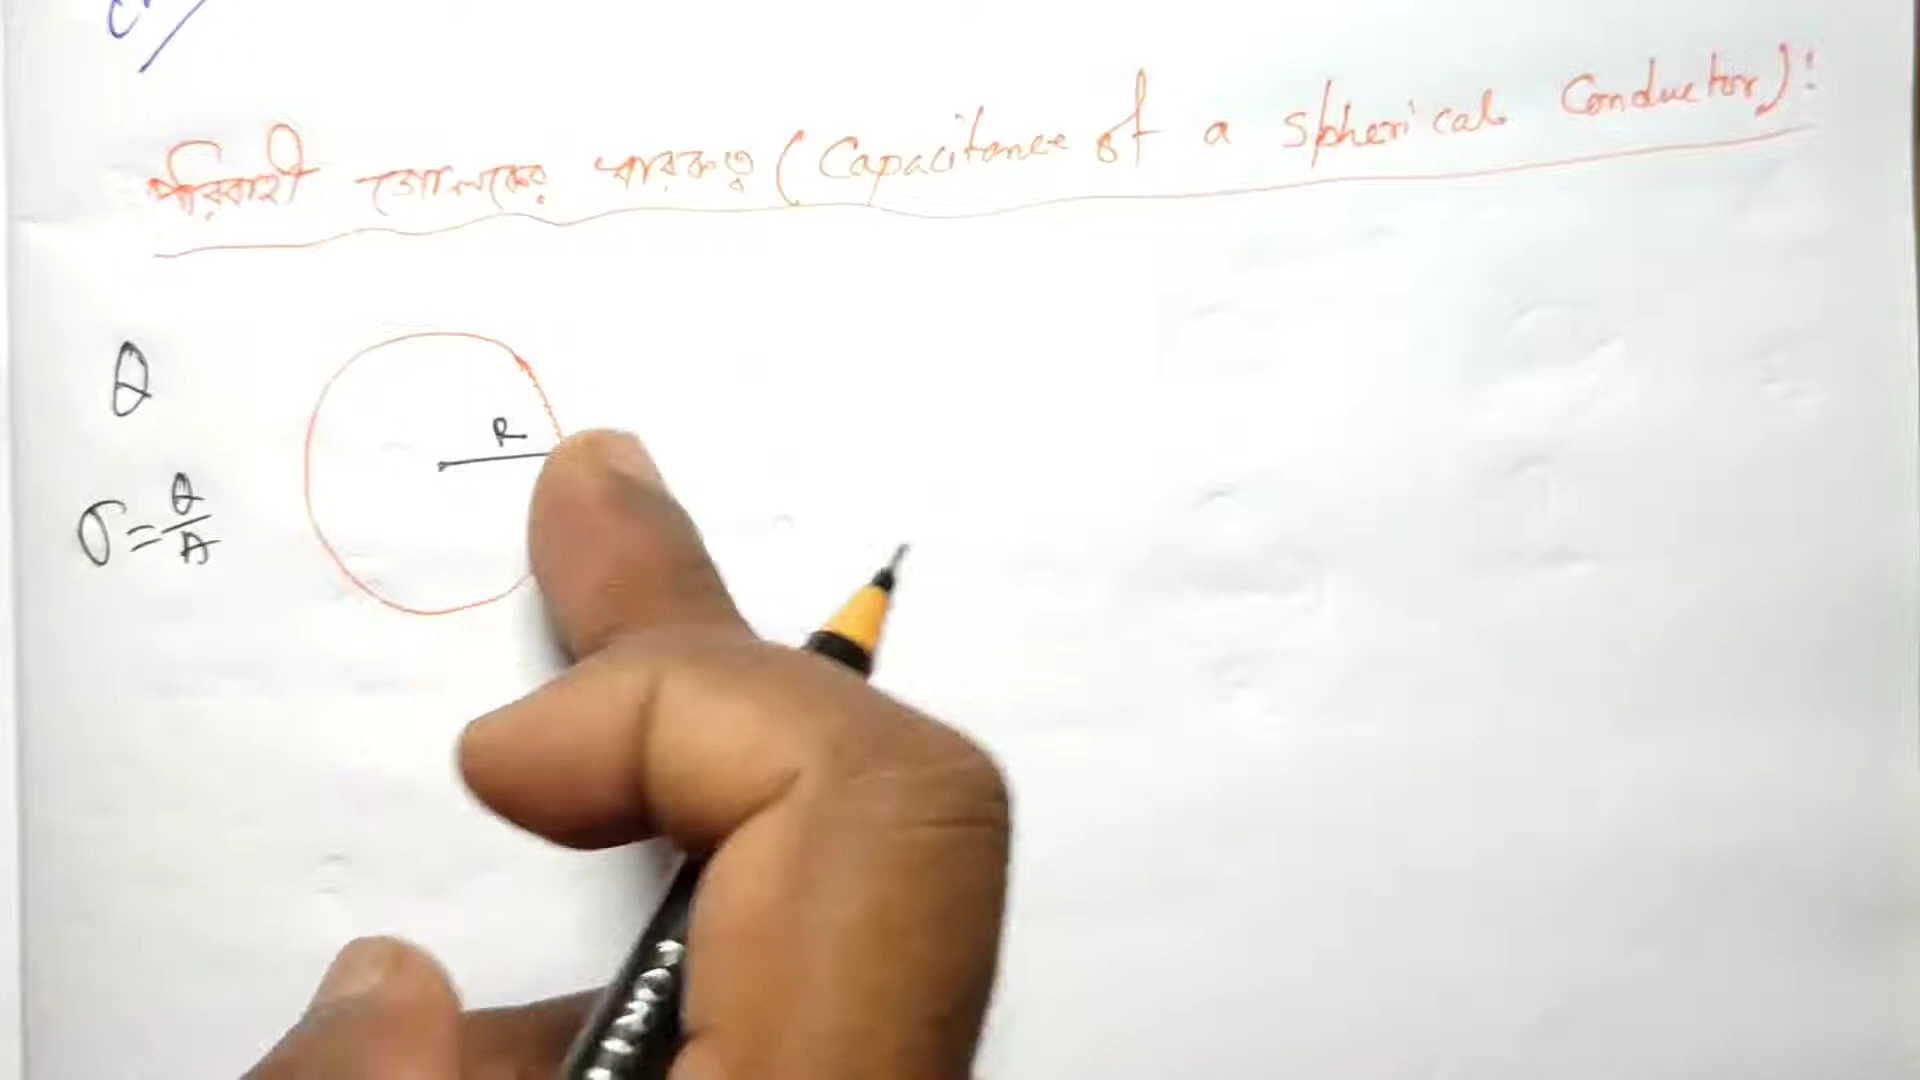 পরিবাহী গোলকের ধারকত্ব (Capacitance of a Spherical Conductor):
Q
R
σ = Q/A